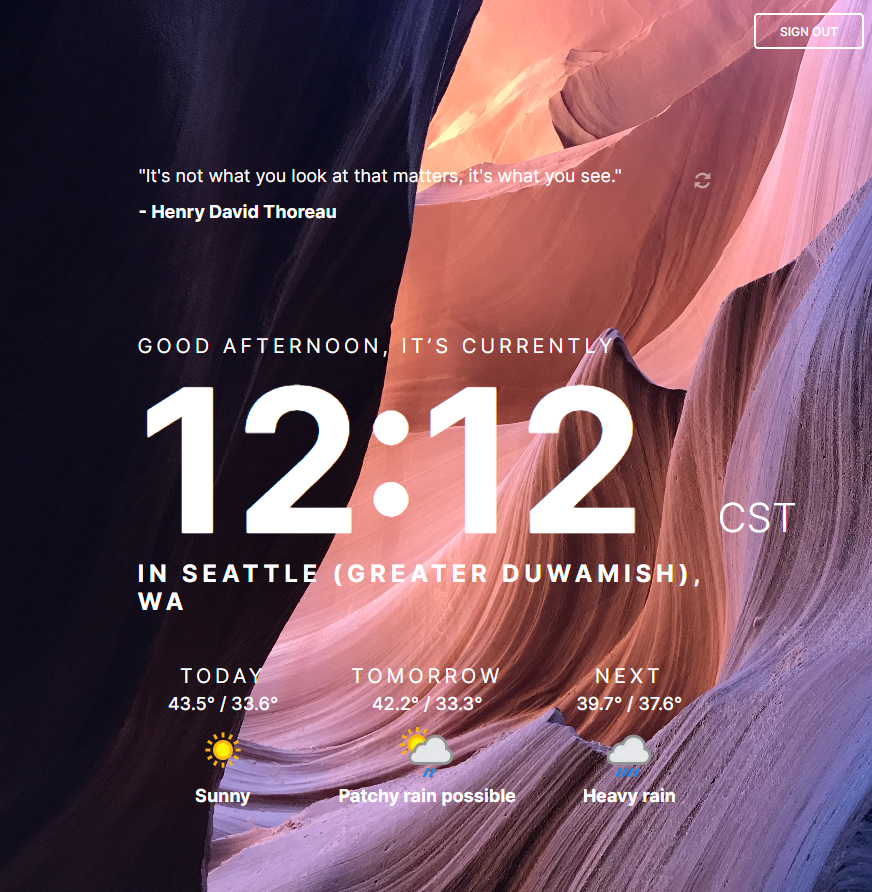 SIGN OUT
"It's not what you look at that matters, it's what you see."
- Henry David Thoreau
GOOD AFTERNOON, IT'S CURRENTLY
12:12 CST
IN SEATTLE (GREATER DUWAMISH),
WA
TODAY TOMORROW NEXT
43.5° / 33.6° 42.2° / 33.3° 39.7° / 37.6°
Sunny Patchy rain possible Heavy rain